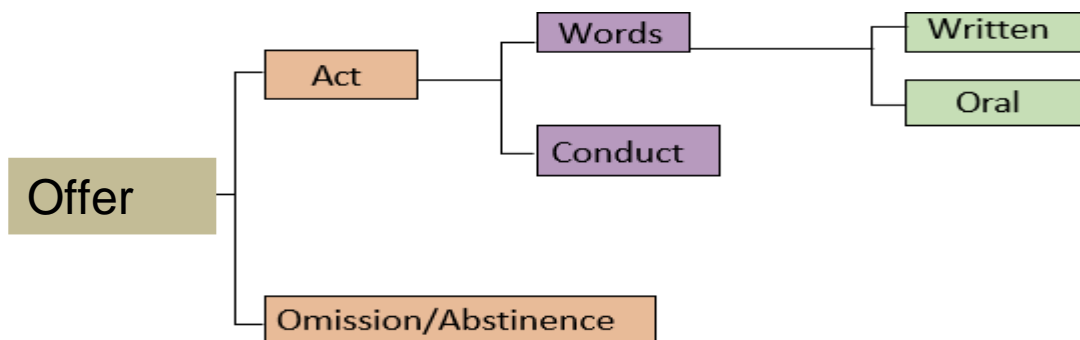 Offer
Act
Omission/Abstinence
Words
Conduct
Written
Oral